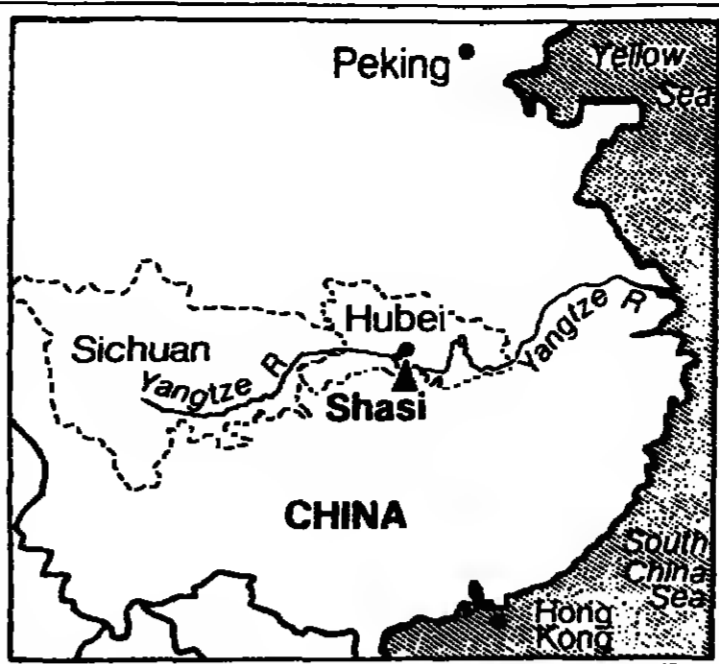 Peking
Yellow
Sea
Hubei
Sichuan
Yangtze R
Yangtze R
Shasi
CHINA
South
China
Sea
Hong
Kong